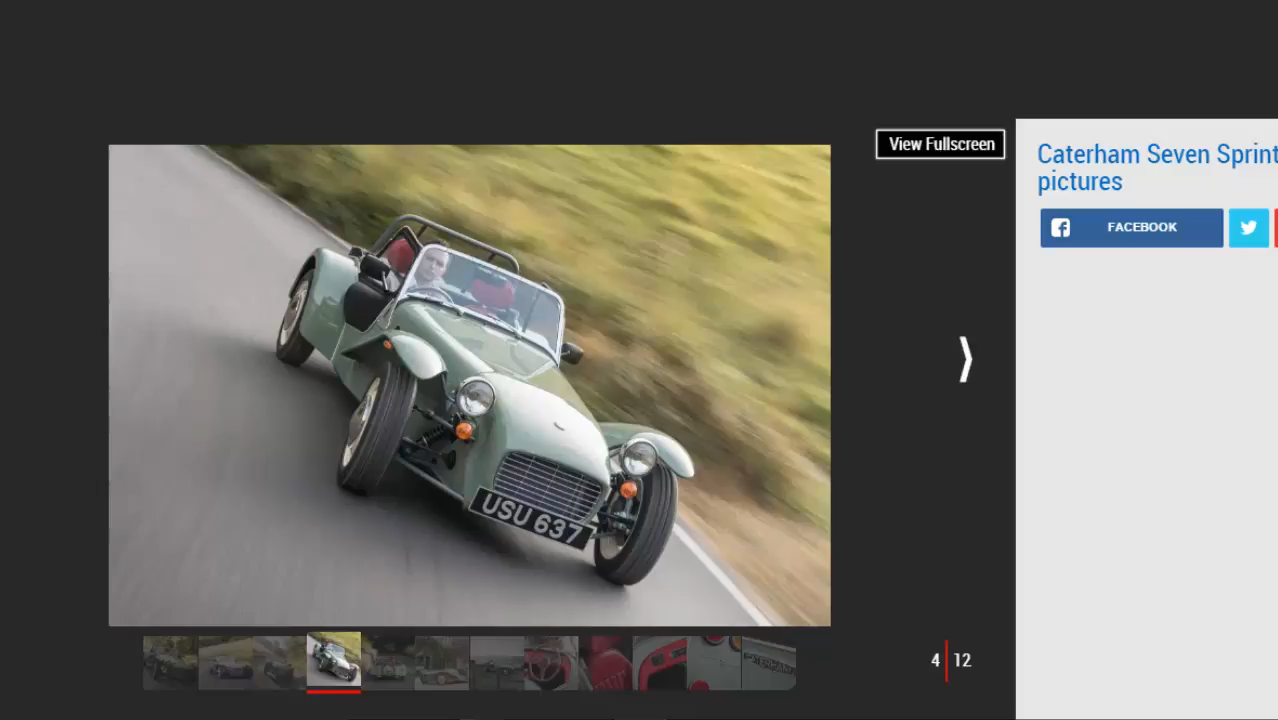 View Fullscreen
Caterham Seven Sprint
pictures
FACEBOOK
USU 637
4 12